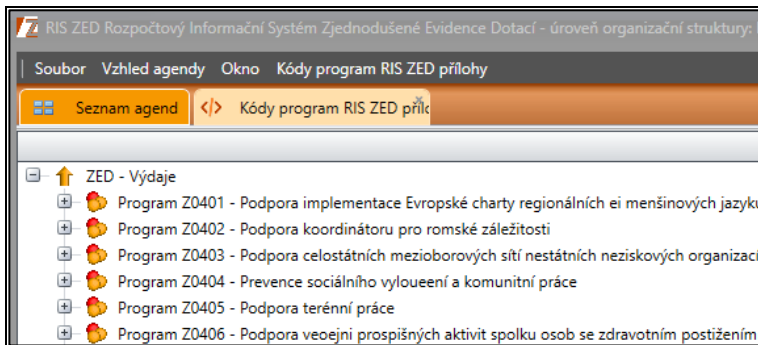 RIS ZED Rozpočtový Informační Systém Zjednodušené Evidence Dotací - úroveň organizační struktury:
Soubor Vzhled agendy Okno Kódy program RIS ZED přílohy
Seznam agend Kódy program RIS ZED příl
ZED - Výdaje
Program Z0401 - Podpora implementace Evropské charty regionálních ei menšinových jazyku
Program Z0402 - Podpora koordinátoru pro romské záležitosti
Program Z0403 - Podpora celostátních mezioborových sítí nestátních neziskových organizací
Program Z0404 - Prevence sociálního vyloueení a komunitní práce
Program Z0405 - Podpora terénní práce
Program Z0406 - Podpora veoejni prospišných aktivit spolku osob se zdravotním postižením